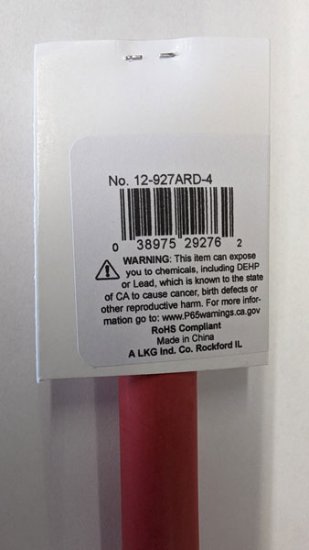 No. 12-927ARD-4
0 38975 29276 2
WARNING: This item can expose
you to chemicals, including DEHP
or Lead, which is known to the state
of CA to cause cancer, birth defects or
other reproductive harm. For more infor-
mation go to: www.P65warnings.ca.gov
RoHS Compliant
Made in China
A LKG Ind. Co. Rockford IL